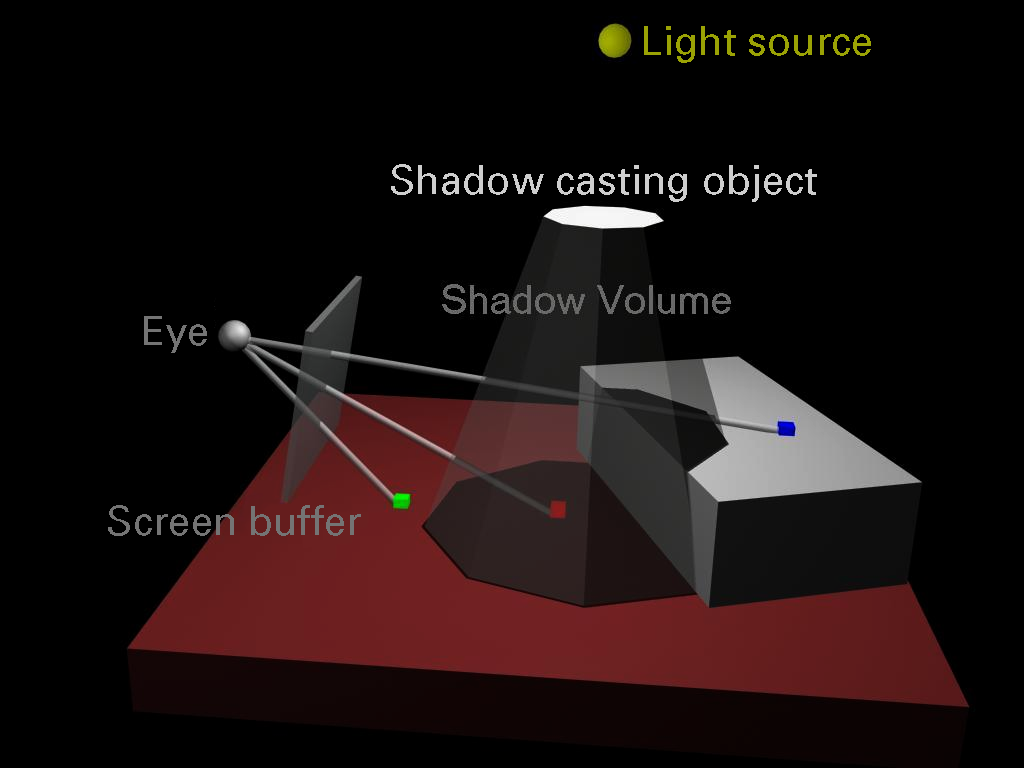 Light source
Shadow casting object
Shadow Volume
Eye
Screen buffer